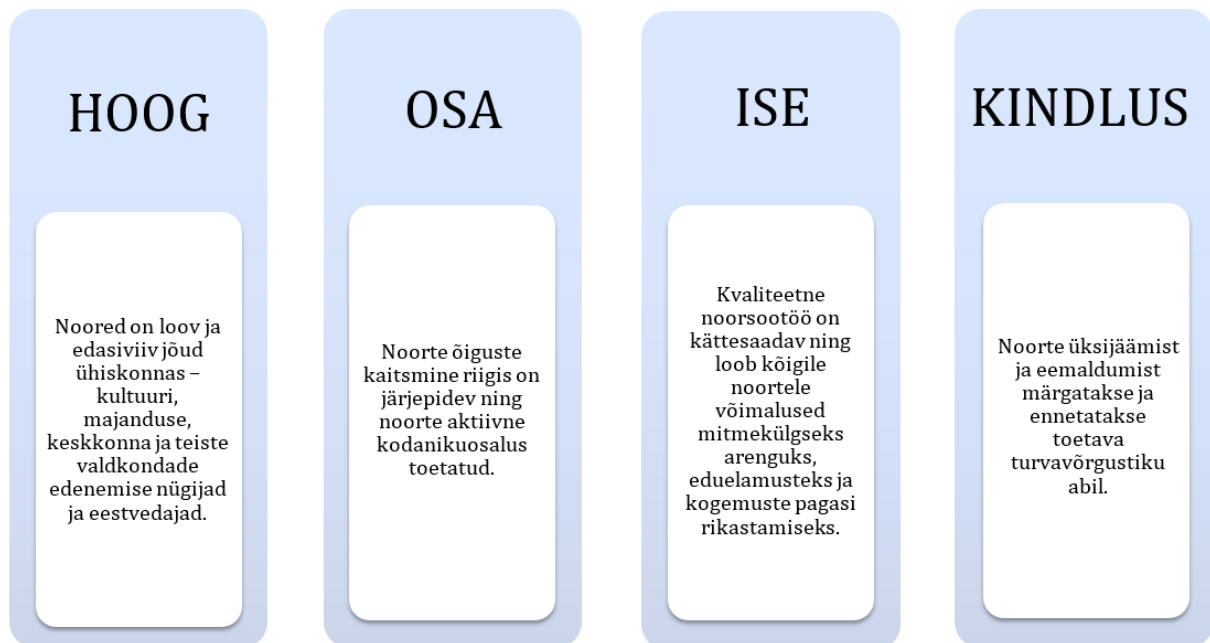 HOOG
Noored on loov ja
edasiviiv jõud
ühiskonnas –
kultuuri,
majanduse,
keskkonna ja teiste
valdkondade
edenemise nügijad
ja eestvedajad.
OSA
Noorte õiguste
kaitsmine riigis on
järjepidev ning
noorte aktiivne
kodanikuosalus
toetatud.
ISE
Kvaliteetne
noorsootöö on
kättesaadav ning
loob kõigile
noortele
võimalused
mitmekülgseks
arenguks,
eduelamusteks ja
kogemuste pagasi
rikastamiseks.
KINDLUS
Noorte üksijäämist
ja eemaldumist
märgatakse ja
ennetatakse
toetava
turvavõrgustiku
abil.